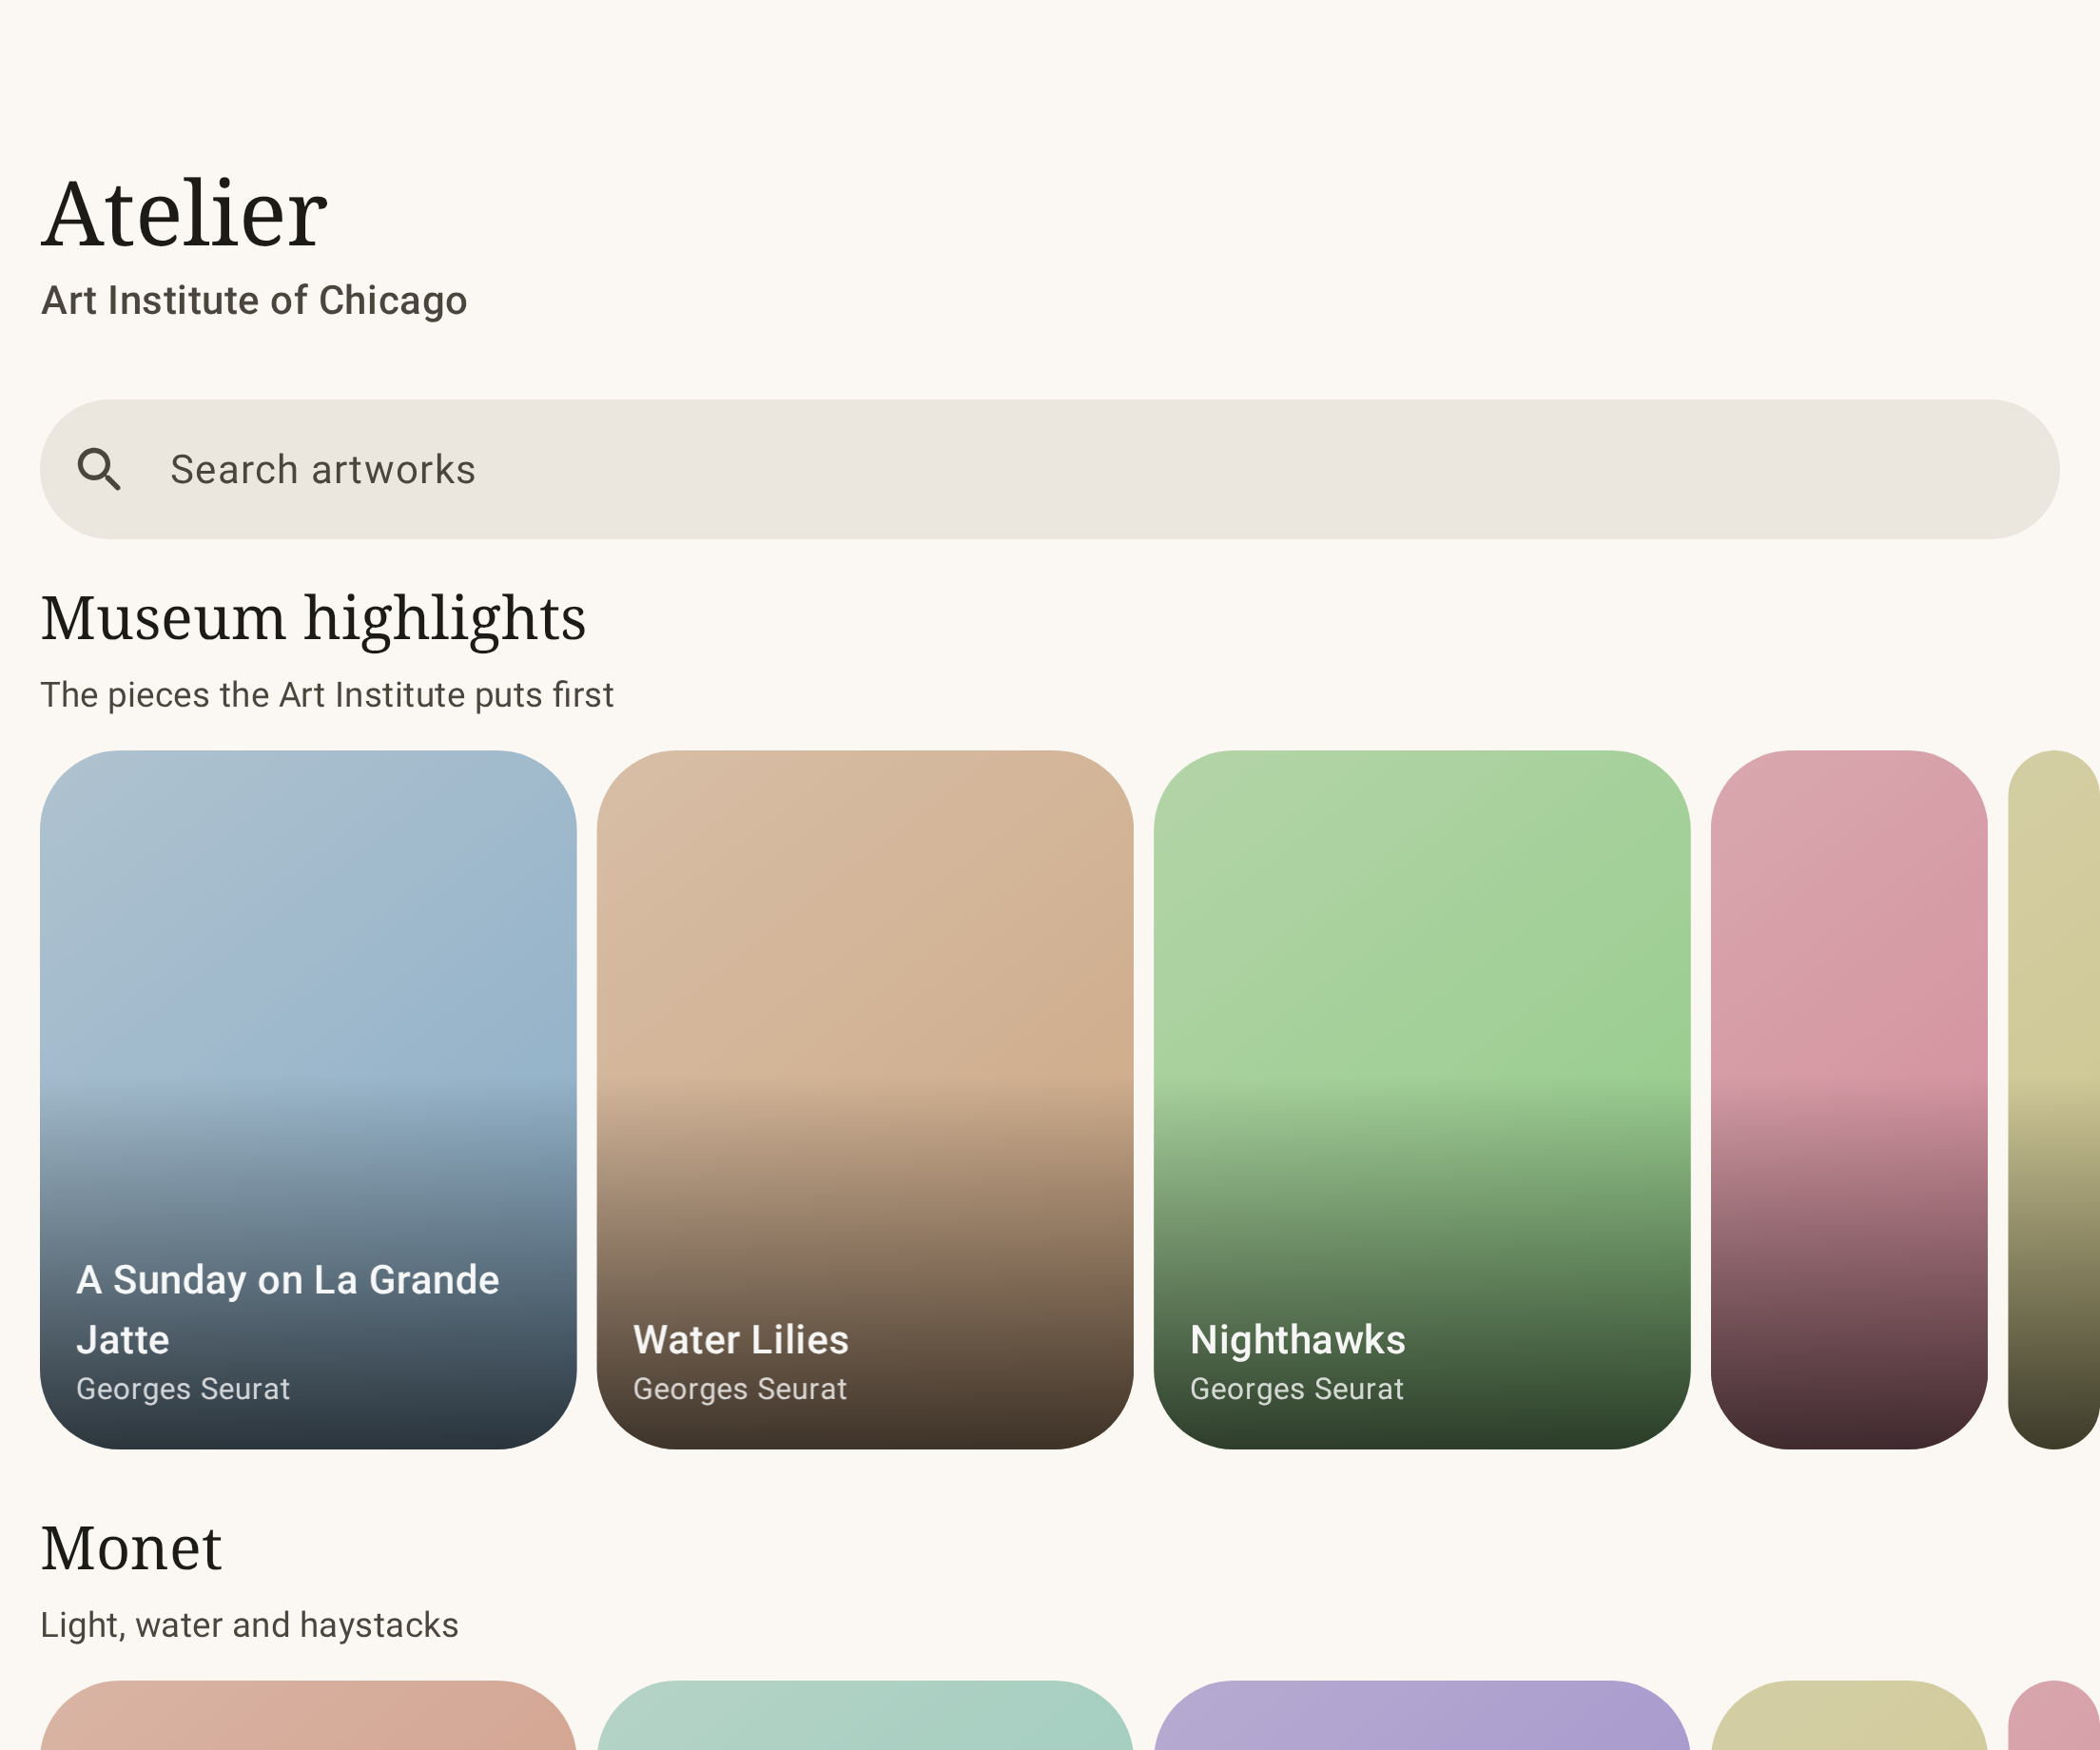 Atelier
Art Institute of Chicago
Search artworks
Museum highlights
The pieces the Art Institute puts first
A Sunday on La Grande
Jatte
Georges Seurat
Water Lilies
Georges Seurat
Nighthawks
Georges Seurat
Monet
Light, water and haystacks